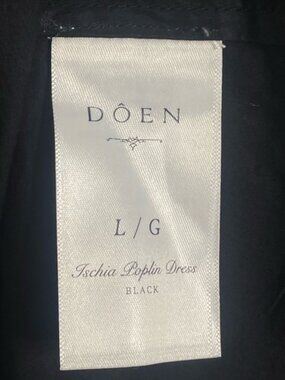 DÔEN
L / G
Ischia Poplin Dress
BLACK